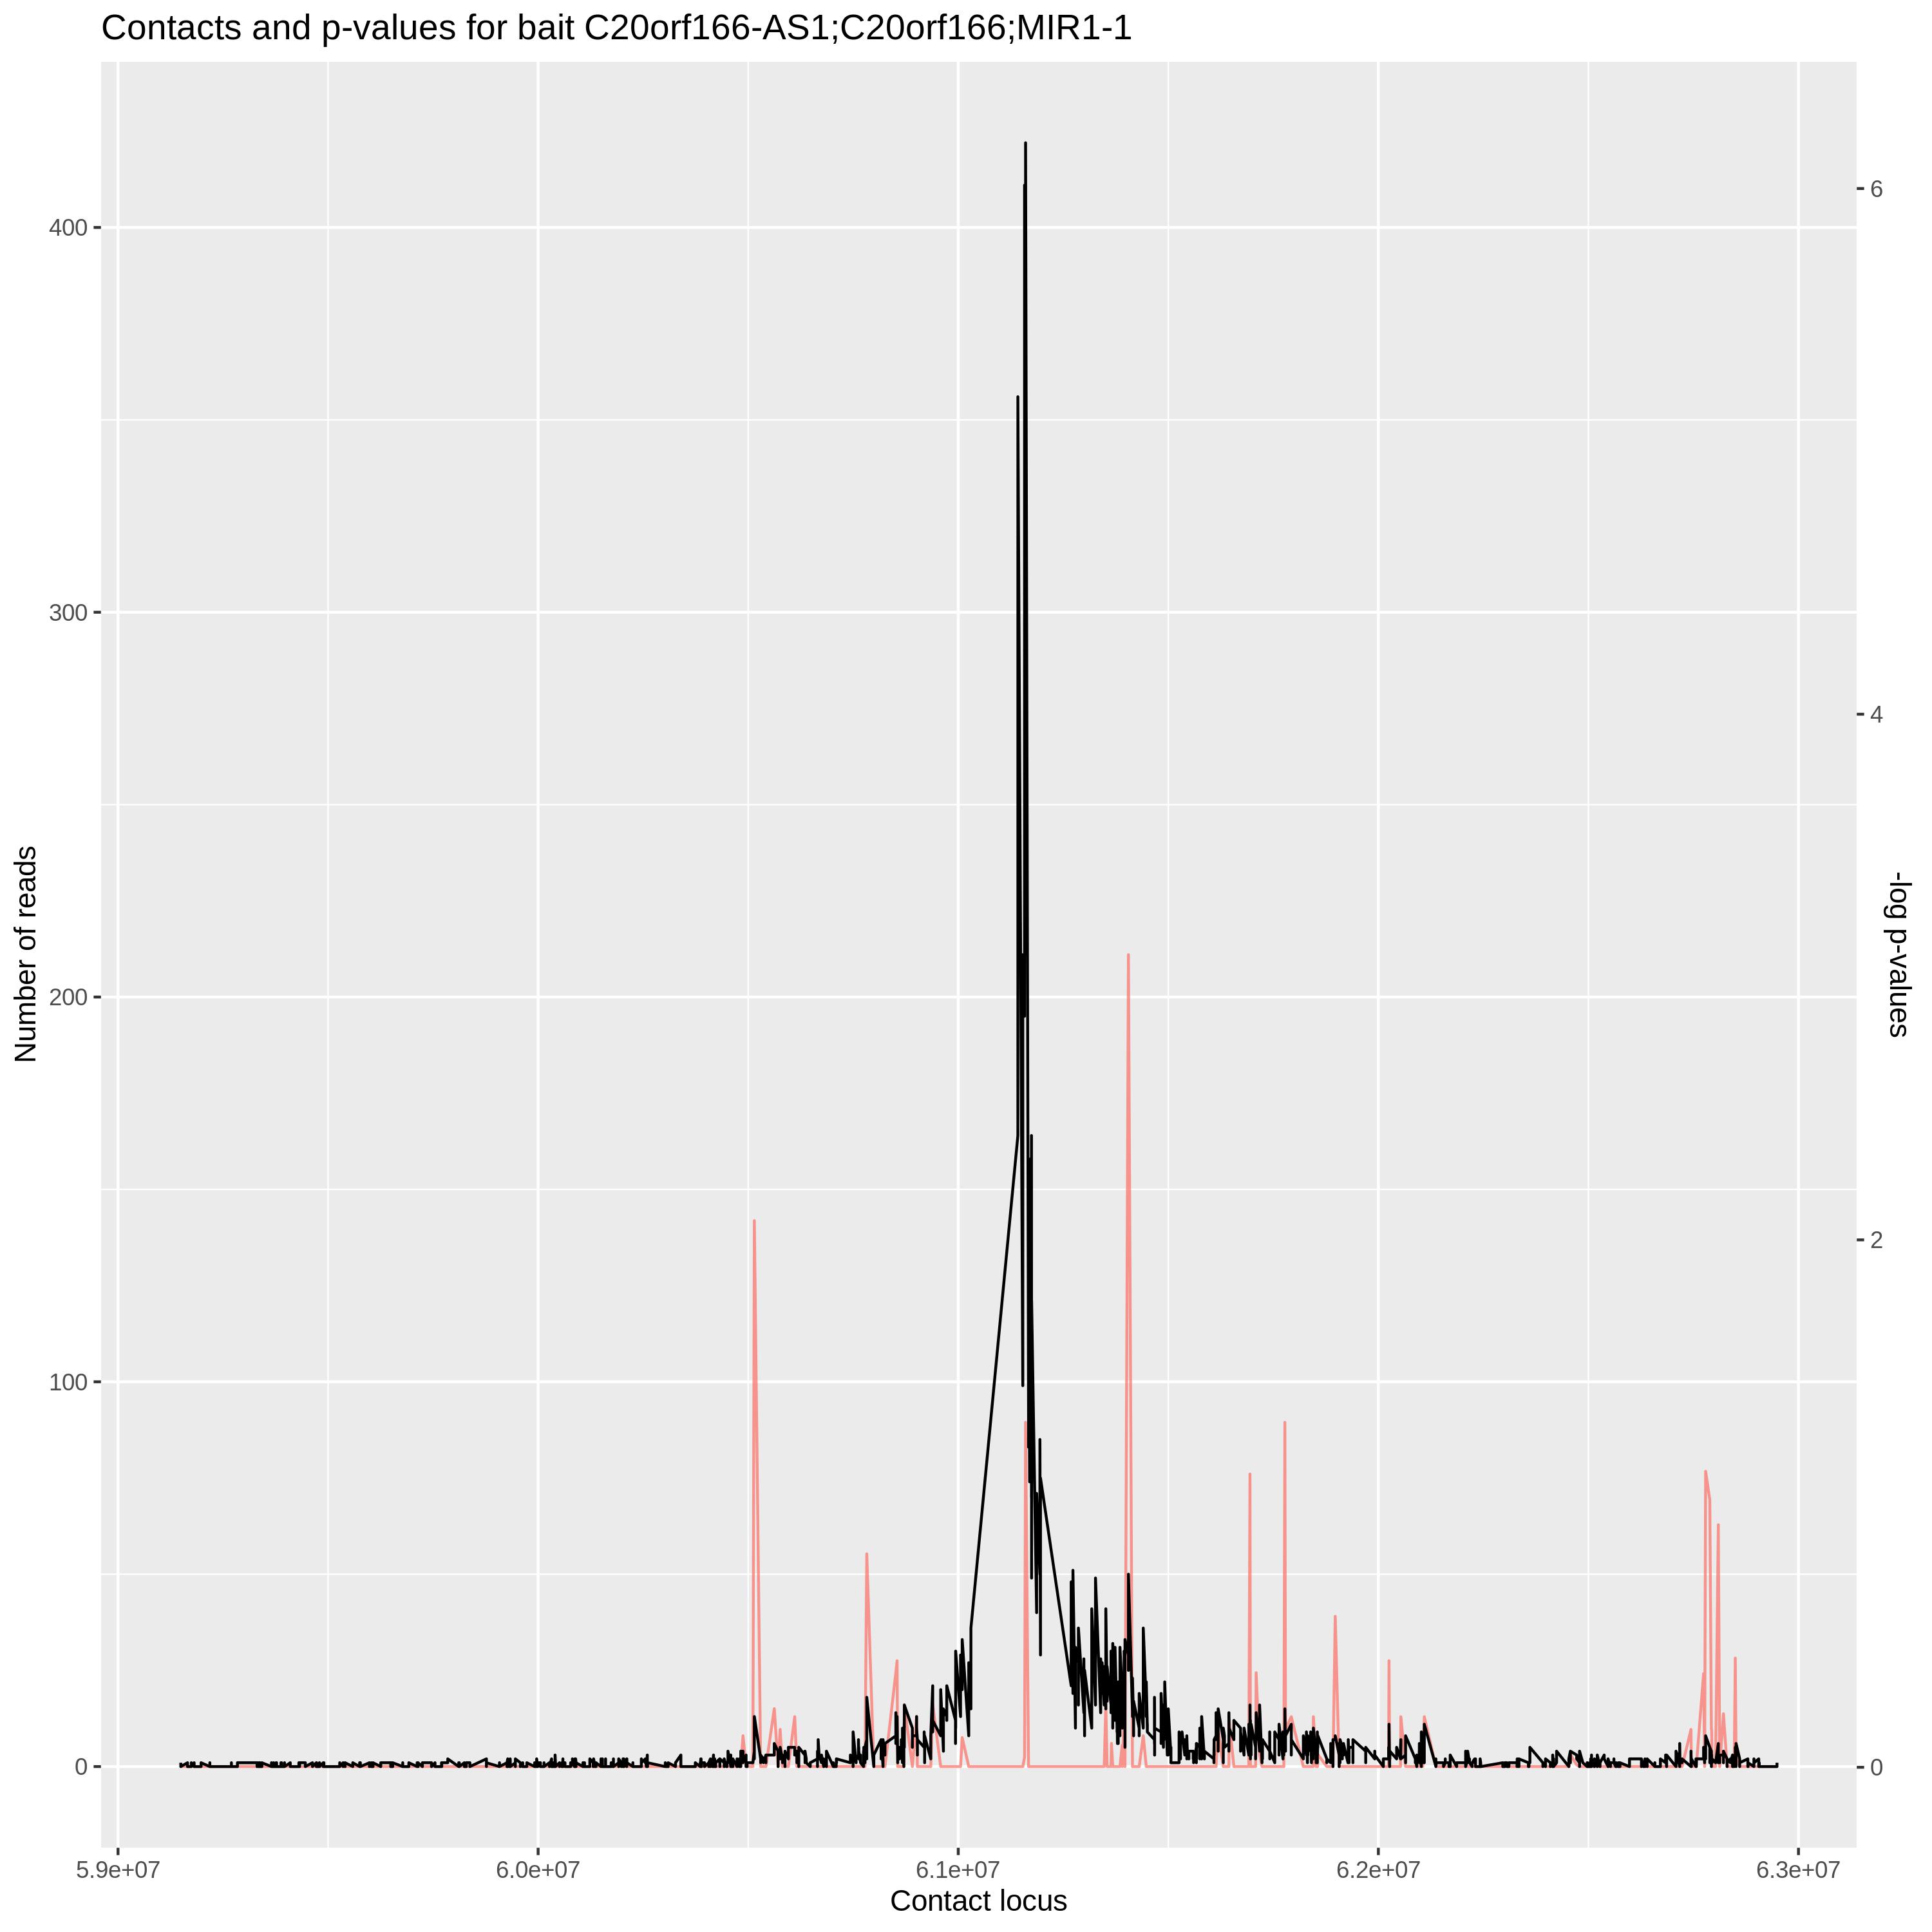 Contacts and p-values for bait C20orf166-AS1;C20orf166;MIR1-1
Number of reads
400
300
200
100
0
-log p-values
6
4
2
0
5.9e+07
6.0e+07
6.1e+07
6.2e+07
6.3e+07
Contact locus